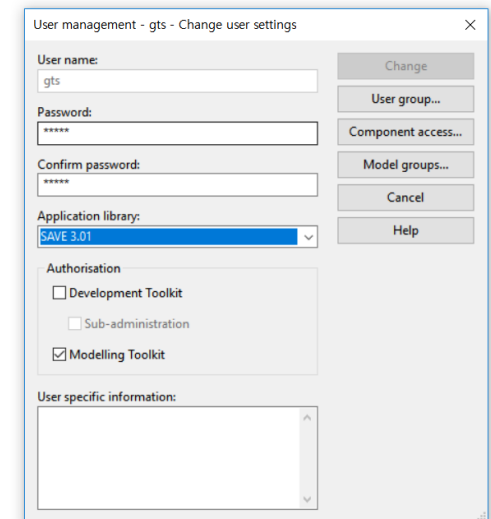 User management - gts - Change user settings
User name:
gts
Change
User group...
Password:
*****
Component access...
Confirm password:
*****
Model groups...
Cancel
Application library:
SAVE 3.01
Help
Authorisation
Development Toolkit
Sub-administration
Modelling Toolkit
User specific information: